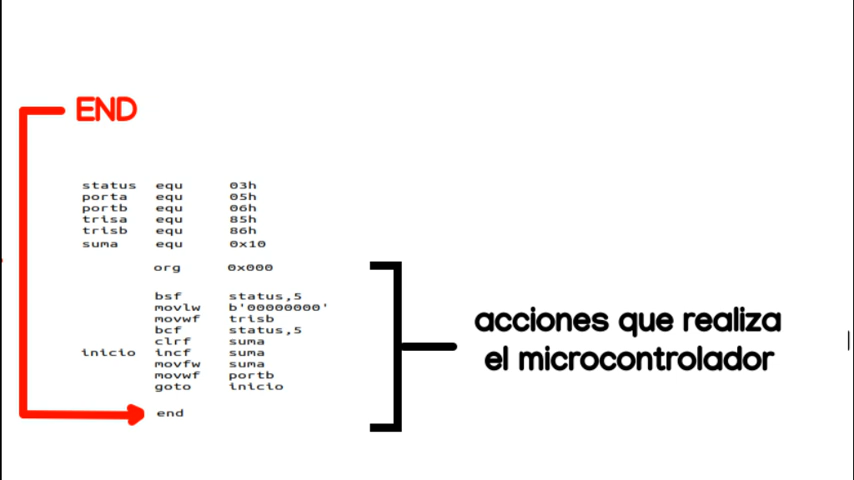 END
status equ 03h
porta equ 05h
portb equ 06h
trisa equ 85h
trisb equ 86h
suma equ 0x10
org 0x000
bsf status,5
movlw b'00000000'
movwf trisb
bcf status,5
clrf suma
inicio incf suma
movfw suma
movwf portb
goto inicio
end
acciones que realiza
el microcontrolador